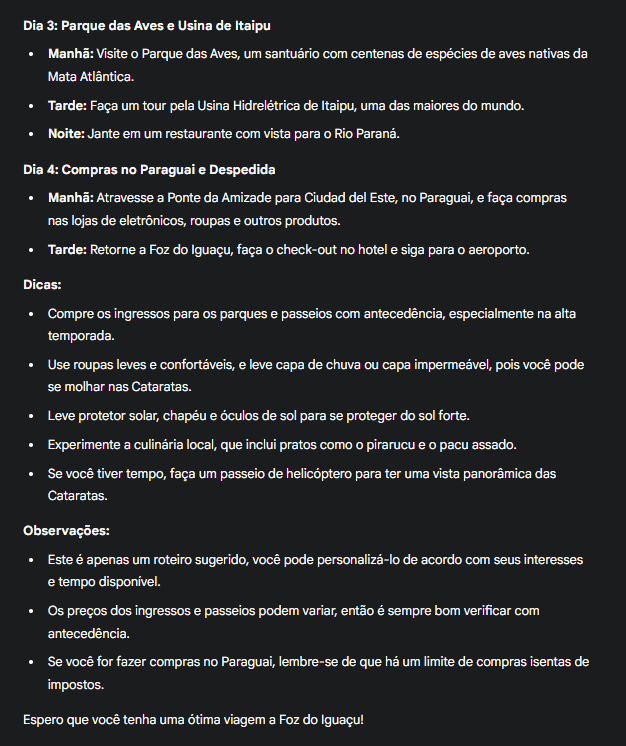 Dia 3: Parque das Aves e Usina de Itaipu
• Manhã: Visite o Parque das Aves, um santuário com centenas de espécies de aves nativas da
Mata Atlântica.
• Tarde: Faça um tour pela Usina Hidrelétrica de Itaipu, uma das maiores do mundo.
• Noite: Jante em um restaurante com vista para o Rio Paraná.
Dia 4: Compras no Paraguai e Despedida
• Manhã: Atravesse a Ponte da Amizade para Ciudad del Este, no Paraguai, e faça compras
nas lojas de eletrônicos, roupas e outros produtos.
• Tarde: Retorne a Foz do Iguaçu, faça o check-out no hotel e siga para o aeroporto.
Dicas:
• Compre os ingressos para os parques e passeios com antecedência, especialmente na alta
temporada.
• Use roupas leves e confortáveis, e leve capa de chuva ou capa impermeável, pois você pode
se molhar nas Cataratas.
• Leve protetor solar, chapéu e óculos de sol para se proteger do sol forte.
• Experimente a culinária local, que inclui pratos como o pirarucu e o pacu assado.
• Se você tiver tempo, faça um passeio de helicóptero para ter uma vista panorâmica das
Cataratas.
Observações:
• Este é apenas um roteiro sugerido, você pode personalizá-lo de acordo com seus interesses
e tempo disponível.
• Os preços dos ingressos e passeios podem variar, então é sempre bom verificar com
antecedência.
• Se você for fazer compras no Paraguai, lembre-se de que há um limite de compras isentas de
impostos.
Espero que você tenha uma ótima viagem a Foz do Iguaçu!